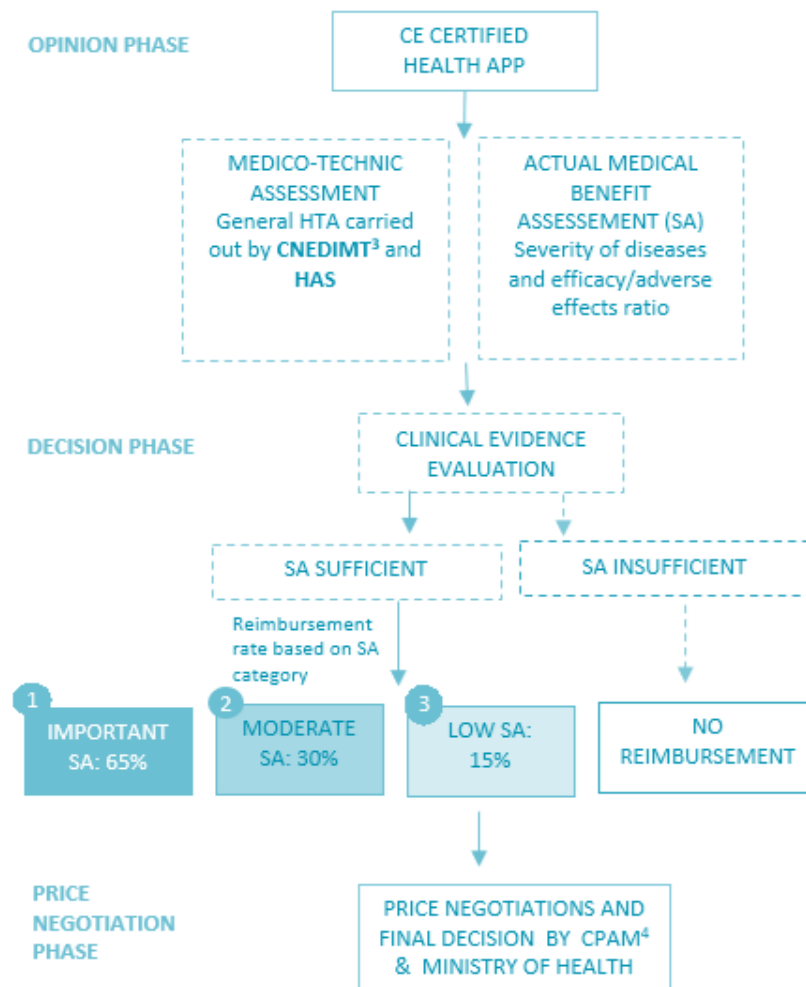 OPINION PHASE
CE CERTIFIED
HEALTH APP
MEDICO-TECHNIC
ASSESSMENT
General HTA carried
out by CNEDIMT³ and
HAS
ACTUAL MEDICAL
BENEFIT
ASSESSEMENT (SA)
Severity of diseases
and efficacy/adverse
effects ratio
DECISION PHASE
CLINICAL EVIDENCE
EVALUATION
SA SUFFICIENT
SA INSUFFICIENT
Reimbursement
rate based on SA
category
1
IMPORTANT
SA: 65%
2
MODERATE
SA: 30%
3
LOW SA:
15%
NO
REIMBURSEMENT
PRICE
NEGOTIATION
PHASE
PRICE NEGOTIATIONS AND
FINAL DECISION BY CPAM⁴
& MINISTRY OF HEALTH